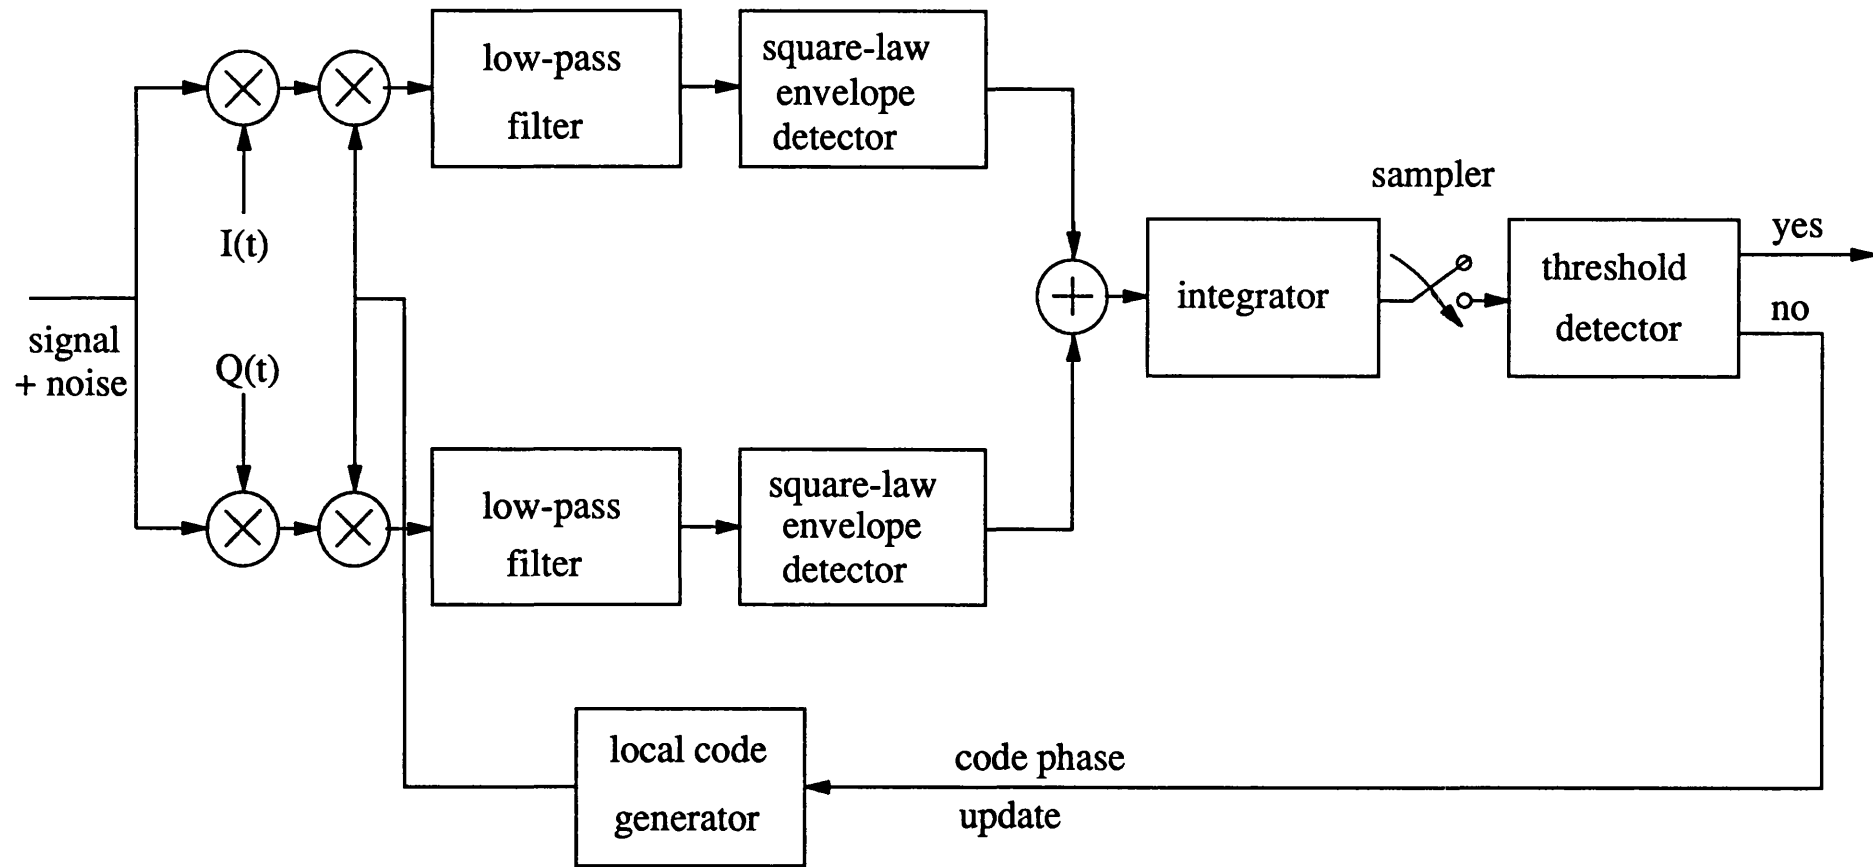 low-pass
filter
square-law
envelope
detector
I(t)
signal
+ noise
Q(t)
low-pass
filter
square-law
envelope
detector
integrator
sampler
threshold
detector
yes
no
local code
generator
code phase
update